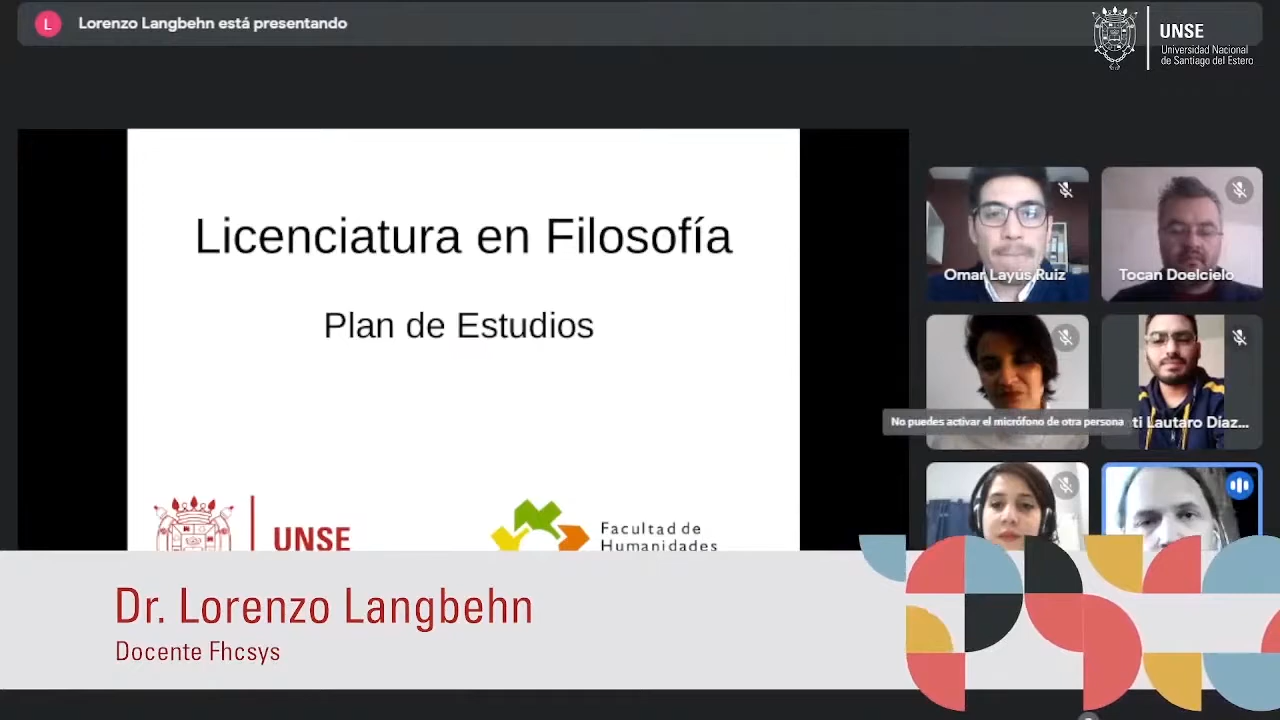 L
Lorenzo Langbehn está presentando
UNSE
Universidad Nacional
de Santiago del Estero
Licenciatura en Filosofía
Plan de Estudios
UNSE
Facultad de
Humanidades
Omar Layús Ruiz
Tocan Doelcielo
No puedes activar el micrófono de otra persona
ti Lautaro Díaz...
Dr. Lorenzo Langbehn
Docente Fhcsys